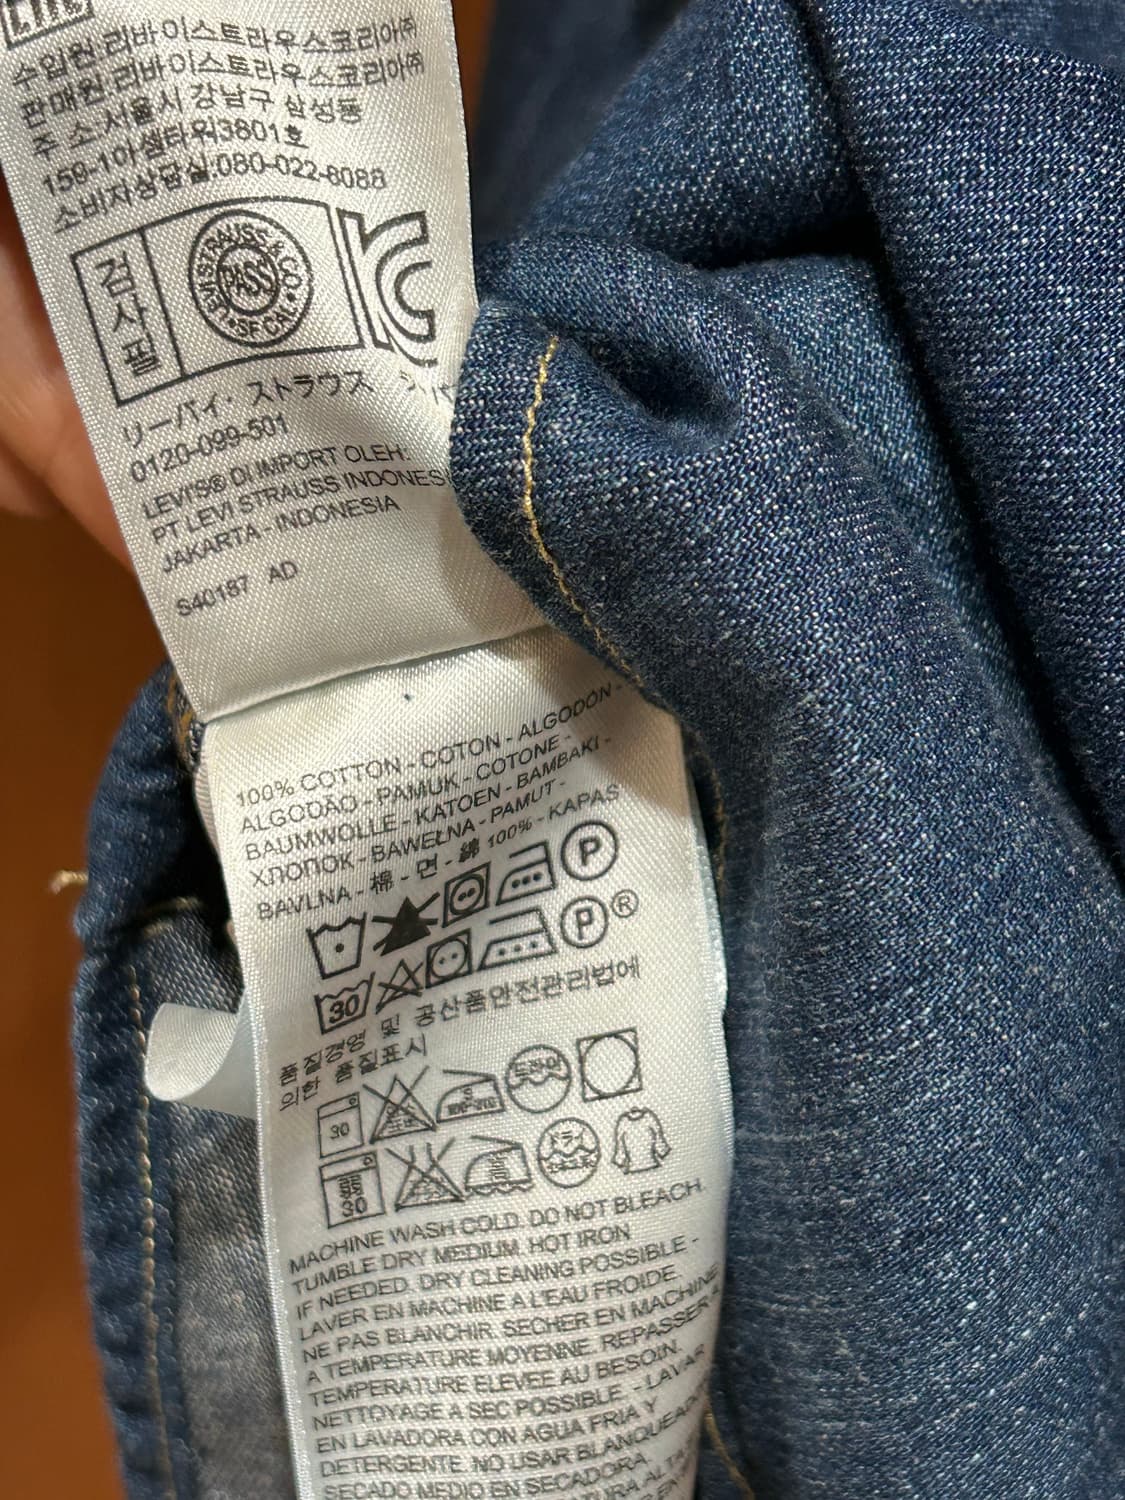 수입원:리바이스트라우스코리아㈜
판매원:리바이스트라우스코리아㈜
주 소:서울시 강남구 삼성동
159-1아셈타워3801호
소비자상담실:080-022-8088
검사필
LEVI STRAUSS & CO
PASS
SF CAL
リーバイ・ストラウス ジャ
0120-099-501
LEVI'S® DI IMPORT OLEH:
PT LEVI STRAUSS INDONES
JAKARTA - INDONESIA
S40187 AD
100% COTTON - COTON - ALGODÓN -
ALGODÃO - PAMUK - COTONE -
BAUMWOLLE - KATOEN - BAMBAKI -
ХЛОПОК - BAWEŁNA - PAMUT -
BAVLNA - 棉 - 면 - 綿 100% - KAPAS
P
30 P ®
품질경영 및 공산품안전관리법에
의한 품질표시
30
弱 30
MACHINE WASH COLD. DO NOT BLEACH.
TUMBLE DRY MEDIUM. HOT IRON
IF NEEDED. DRY CLEANING POSSIBLE -
LAVER EN MACHINE A L'EAU FROIDE.
NE PAS BLANCHIR. SECHER EN MACHINE
A TEMPERATURE MOYENNE. REPASSER A
TEMPERATURE ELEVEE AU BESOIN.
NETTOYAGE A SEC POSSIBLE - LAVAR
EN LAVADORA CON AGUA FRIA Y
DETERGENTE. NO USAR BLANQUEADO
SECADO MEDIO EN SECADORA.